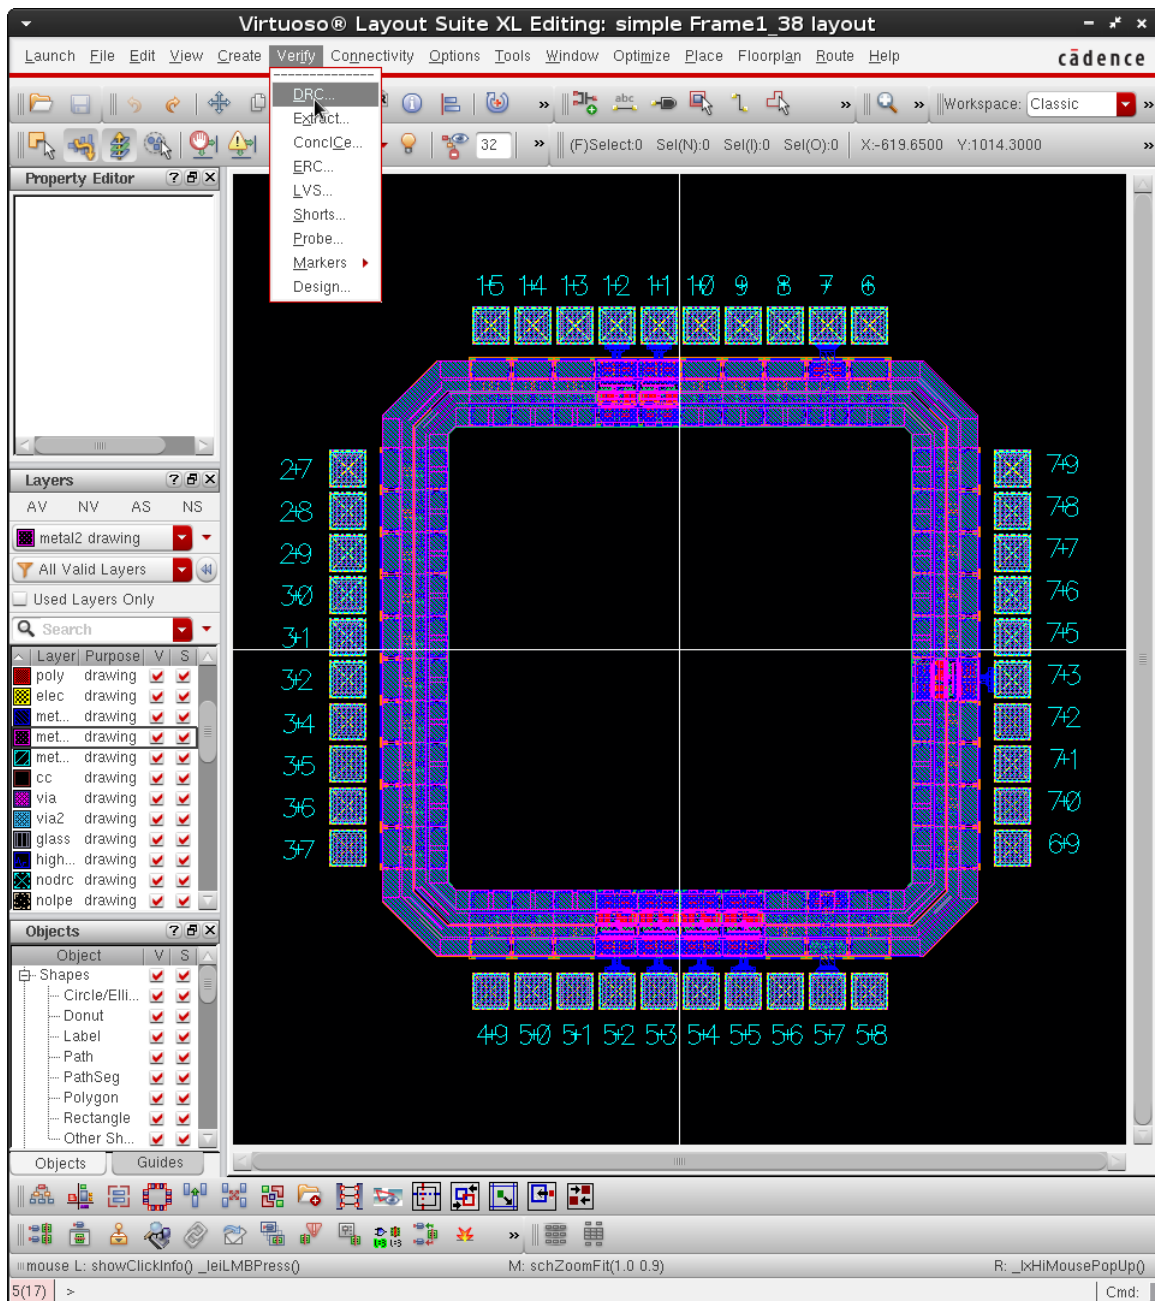 Virtuoso® Layout Suite XL Editing: simple Frame1_38 layout
Launch File Edit View Create Verify Connectivity Options Tools Window Optimize Place Floorplan Route Help cādence
DRC...
Extract...
ConclCe...
ERC...
LVS...
Shorts...
Probe...
Markers
Design...
abc
Workspace: Classic
32
(F)Select:0 Sel(N):0 Sel(I):0 Sel(O):0 X:-619.6500 Y:1014.3000
Property Editor
Layers
AV NV AS NS
metal2 drawing
All Valid Layers
Used Layers Only
Search
Layer Purpose V S
poly drawing
elec drawing
met... drawing
met... drawing
met... drawing
cc drawing
via drawing
via2 drawing
glass drawing
high... drawing
nodrc drawing
nolpe drawing
Objects
Object V S
Shapes
Circle/Elli...
Donut
Label
Path
PathSeg
Polygon
Rectangle
Other Sh...
Objects Guides
15 14 13 12 11 10 9 8 7 6
27
28
29
30
31
32
34
35
36
37
79
78
77
76
75
73
72
71
70
69
49 50 51 52 53 54 55 56 57 58
mouse L: showClickInfo() _leiLMBPress() M: schZoomFit(1.0 0.9) R: _lxHiMousePopUp()
5(17) > Cmd: